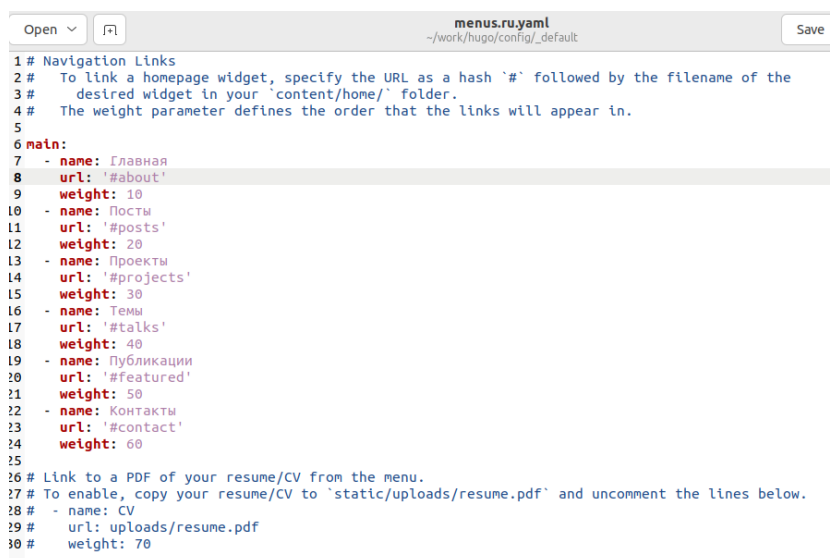 Open
menus.ru.yaml
~/work/hugo/config/_default
Save
1 # Navigation Links
2 #   To link a homepage widget, specify the URL as a hash `#` followed by the filename of the
3 #     desired widget in your `content/home/` folder.
4 #   The weight parameter defines the order that the links will appear in.
5
6 main:
7   - name: Главная
8     url: '#about'
9     weight: 10
10   - name: Посты
11     url: '#posts'
12     weight: 20
13   - name: Проекты
14     url: '#projects'
15     weight: 30
16   - name: Темы
17     url: '#talks'
18     weight: 40
19   - name: Публикации
20     url: '#featured'
21     weight: 50
22   - name: Контакты
23     url: '#contact'
24     weight: 60
25
26 # Link to a PDF of your resume/CV from the menu.
27 # To enable, copy your resume/CV to `static/uploads/resume.pdf` and uncomment the lines below.
28 #  - name: CV
29 #    url: uploads/resume.pdf
30 #    weight: 70